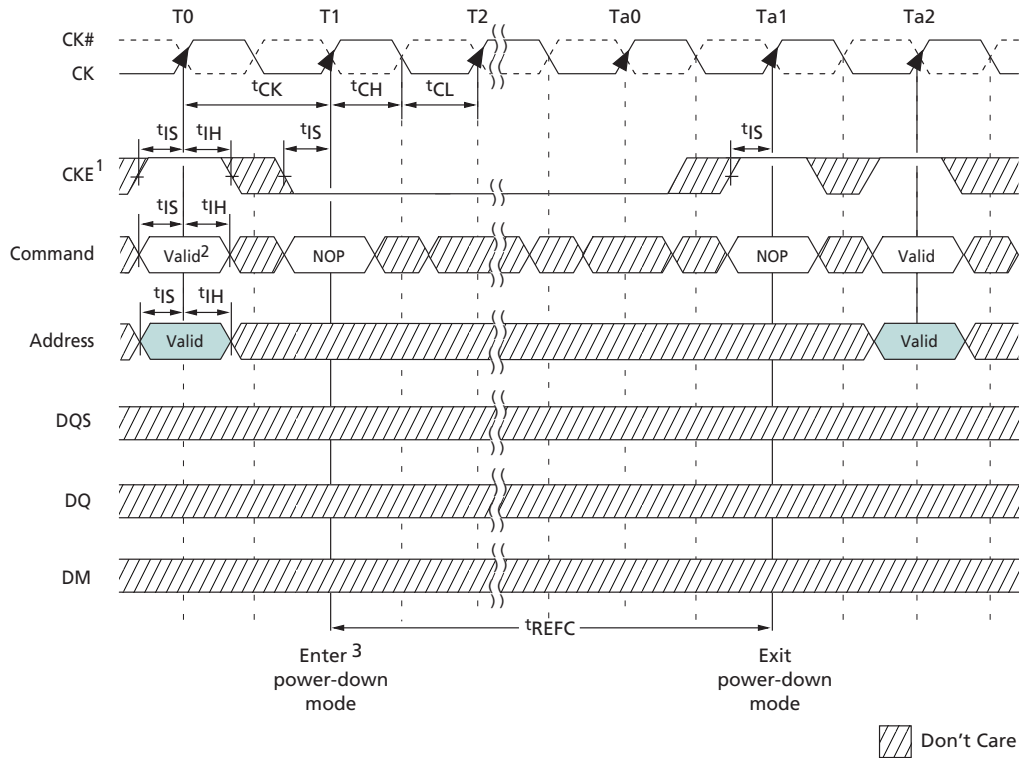 T0 T1 T2 Ta0 Ta1 Ta2
CK#
CK
tCK tCH tCL
tIS tIH tIS tIS
CKE1
tIS tIH
Command Valid2 NOP NOP Valid
tIS tIH
Address Valid Valid
DQS
DQ
DM
tREFC
Enter 3
power-down
mode
Exit
power-down
mode
Don't Care